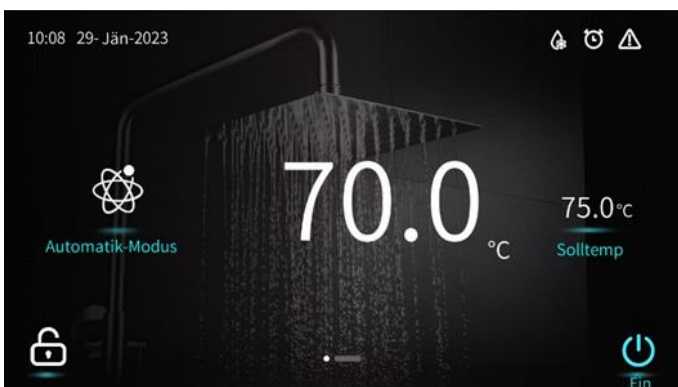 10:08 29-Jän-2023
70.0 °C
75.0°C
Automatik-Modus
Solltemp
Ein